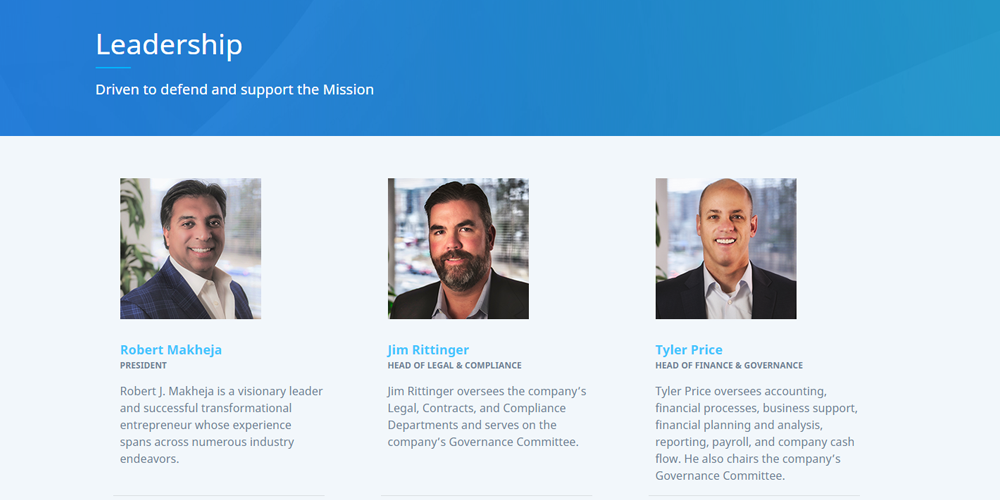 Leadership
Driven to defend and support the Mission
Robert Makheja
PRESIDENT
Robert J. Makheja is a visionary leader
and successful transformational
entrepreneur whose experience
spans across numerous industry
endeavors.
Jim Rittinger
HEAD OF LEGAL & COMPLIANCE
Jim Rittinger oversees the company’s
Legal, Contracts, and Compliance
Departments and serves on the
company’s Governance Committee.
Tyler Price
HEAD OF FINANCE & GOVERNANCE
Tyler Price oversees accounting,
financial processes, business support,
financial planning and analysis,
reporting, payroll, and company cash
flow. He also chairs the company’s
Governance Committee.